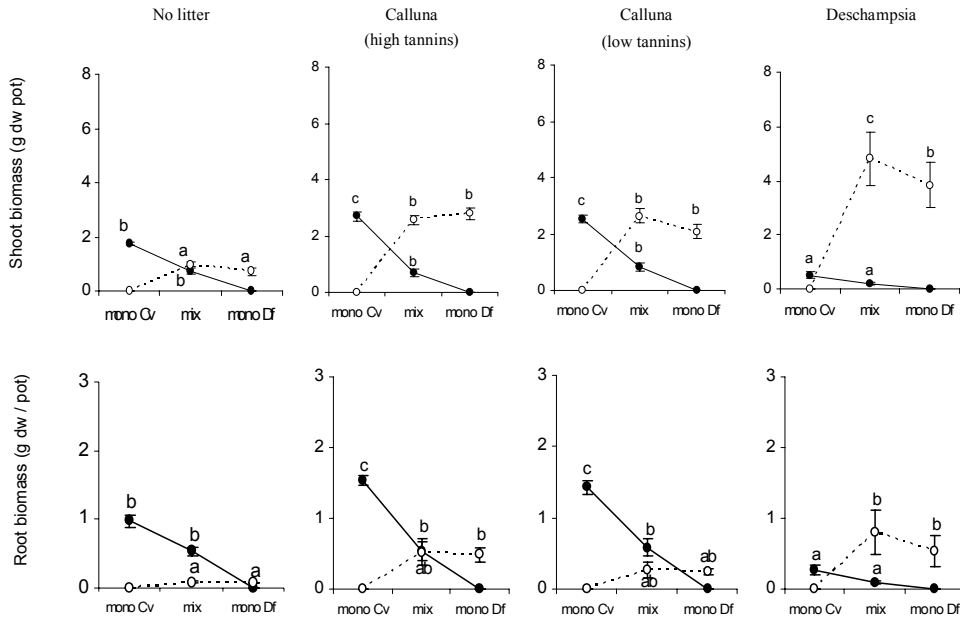 No litter
Calluna
(high tannins)
Calluna
(low tannins)
Deschampsia
Shoot biomass (g dw pot)
8
6
4
2
0
b
a
b
a
mono Cv
mix
mono Df
8
6
4
2
0
c
b
b
b
mono Cv
mix
mono Df
8
6
4
2
0
c
b
b
b
mono Cv
mix
mono Df
8
6
4
2
0
a
c
a
b
mono Cv
mix
mono Df
Root biomass (g dw / pot)
3
2
1
0
b
b
a
a
mono Cv
mix
mono Df
3
2
1
0
c
b
ab
b
mono Cv
mix
mono Df
3
2
1
0
c
b
ab
ab
mono Cv
mix
mono Df
3
2
1
0
a
b
a
b
mono Cv
mix
mono Df